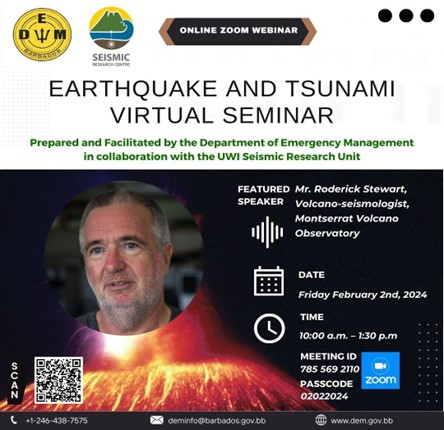 D E M
BARBADOS
SEISMIC
RESEARCH CENTRE
ONLINE ZOOM WEBINAR
EARTHQUAKE AND TSUNAMI
VIRTUAL SEMINAR
Prepared and Facilitated by the Department of Emergency Management
in collaboration with the UWI Seismic Research Unit
FEATURED
SPEAKER
Mr. Roderick Stewart,
Volcano-seismologist,
Montserrat Volcano
Observatory
DATE
Friday February 2nd, 2024
TIME
10:00 a.m. – 1:30 p.m
MEETING ID
785 569 2110
PASSCODE
02022024
zoom
SCAN
+1-246-438-7575
deminfo@barbados.gov.bb
www.dem.gov.bb